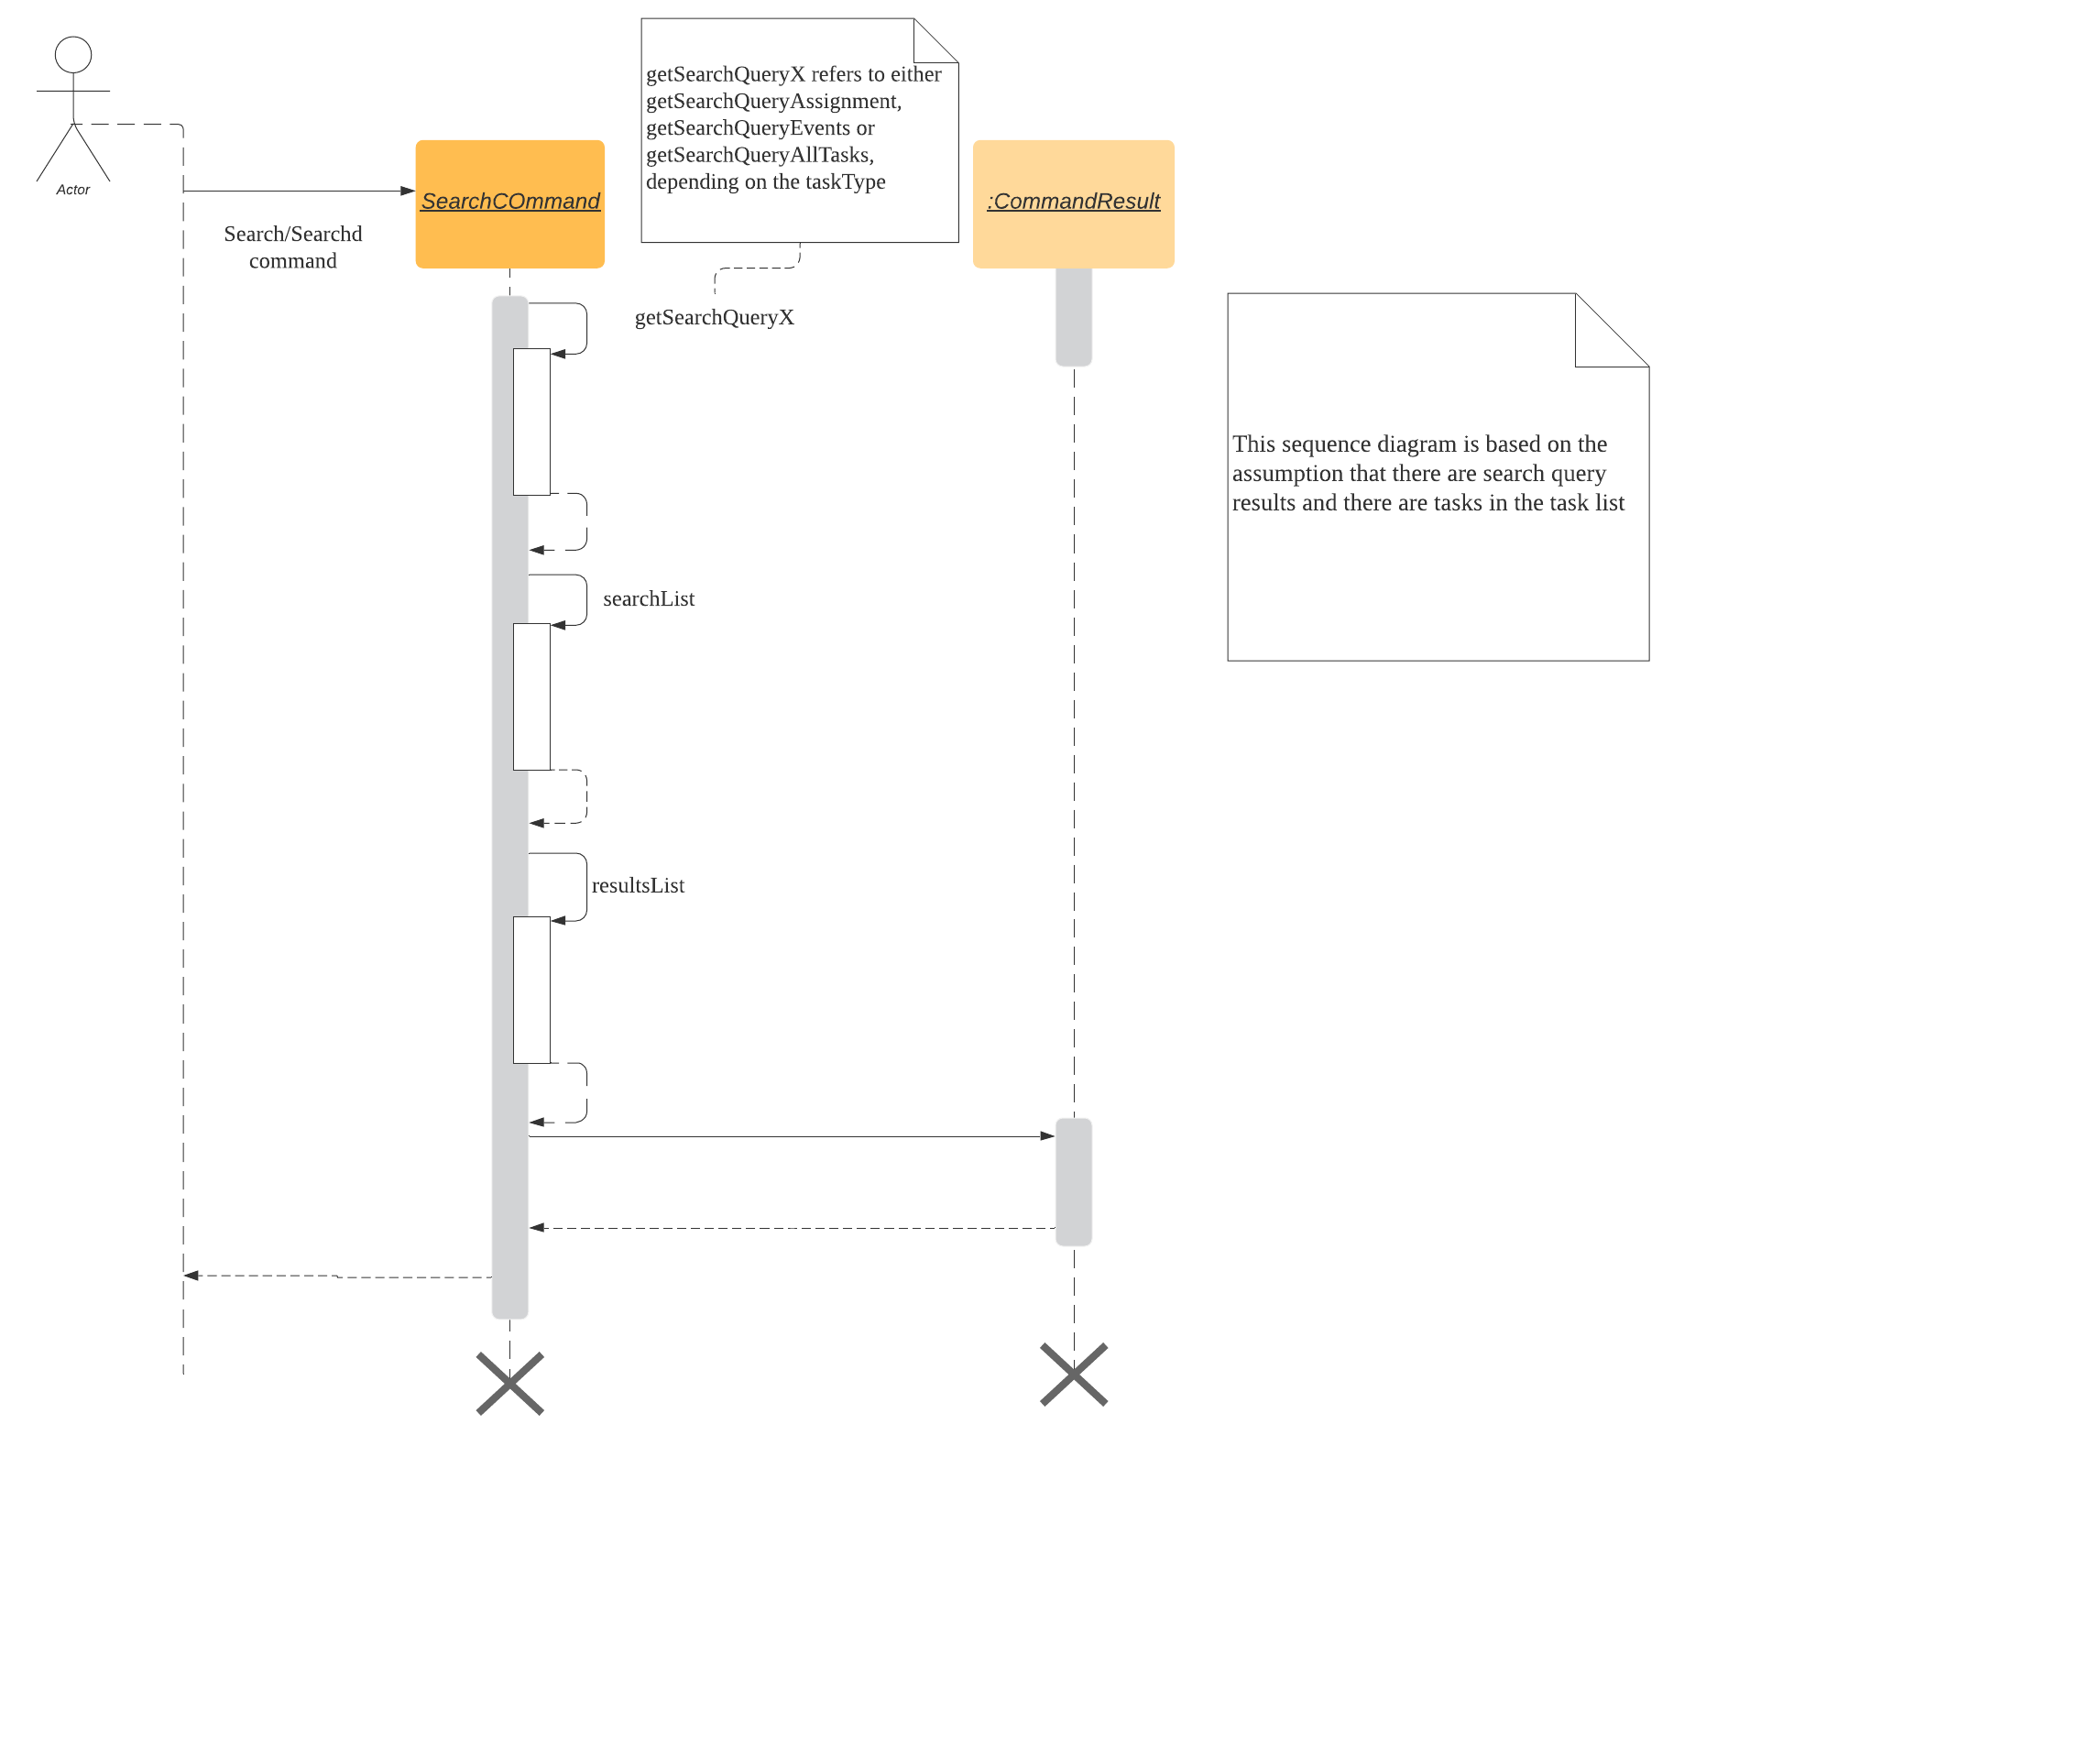 Actor
Search/Searchd
command
SearchCOmmand
getSearchQueryX refers to either
getSearchQueryAssignment,
getSearchQueryEvents or
getSearchQueryAllTasks,
depending on the taskType
:CommandResult
getSearchQueryX
This sequence diagram is based on the
assumption that there are search query
results and there are tasks in the task list
searchList
resultsList